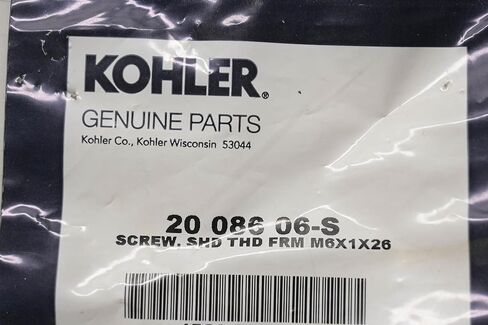 KOHLER®
GENUINE PARTS
Kohler Co., Kohler Wisconsin 53044
20 086 06-S
SCREW, SHD THD FRM M6X1X26